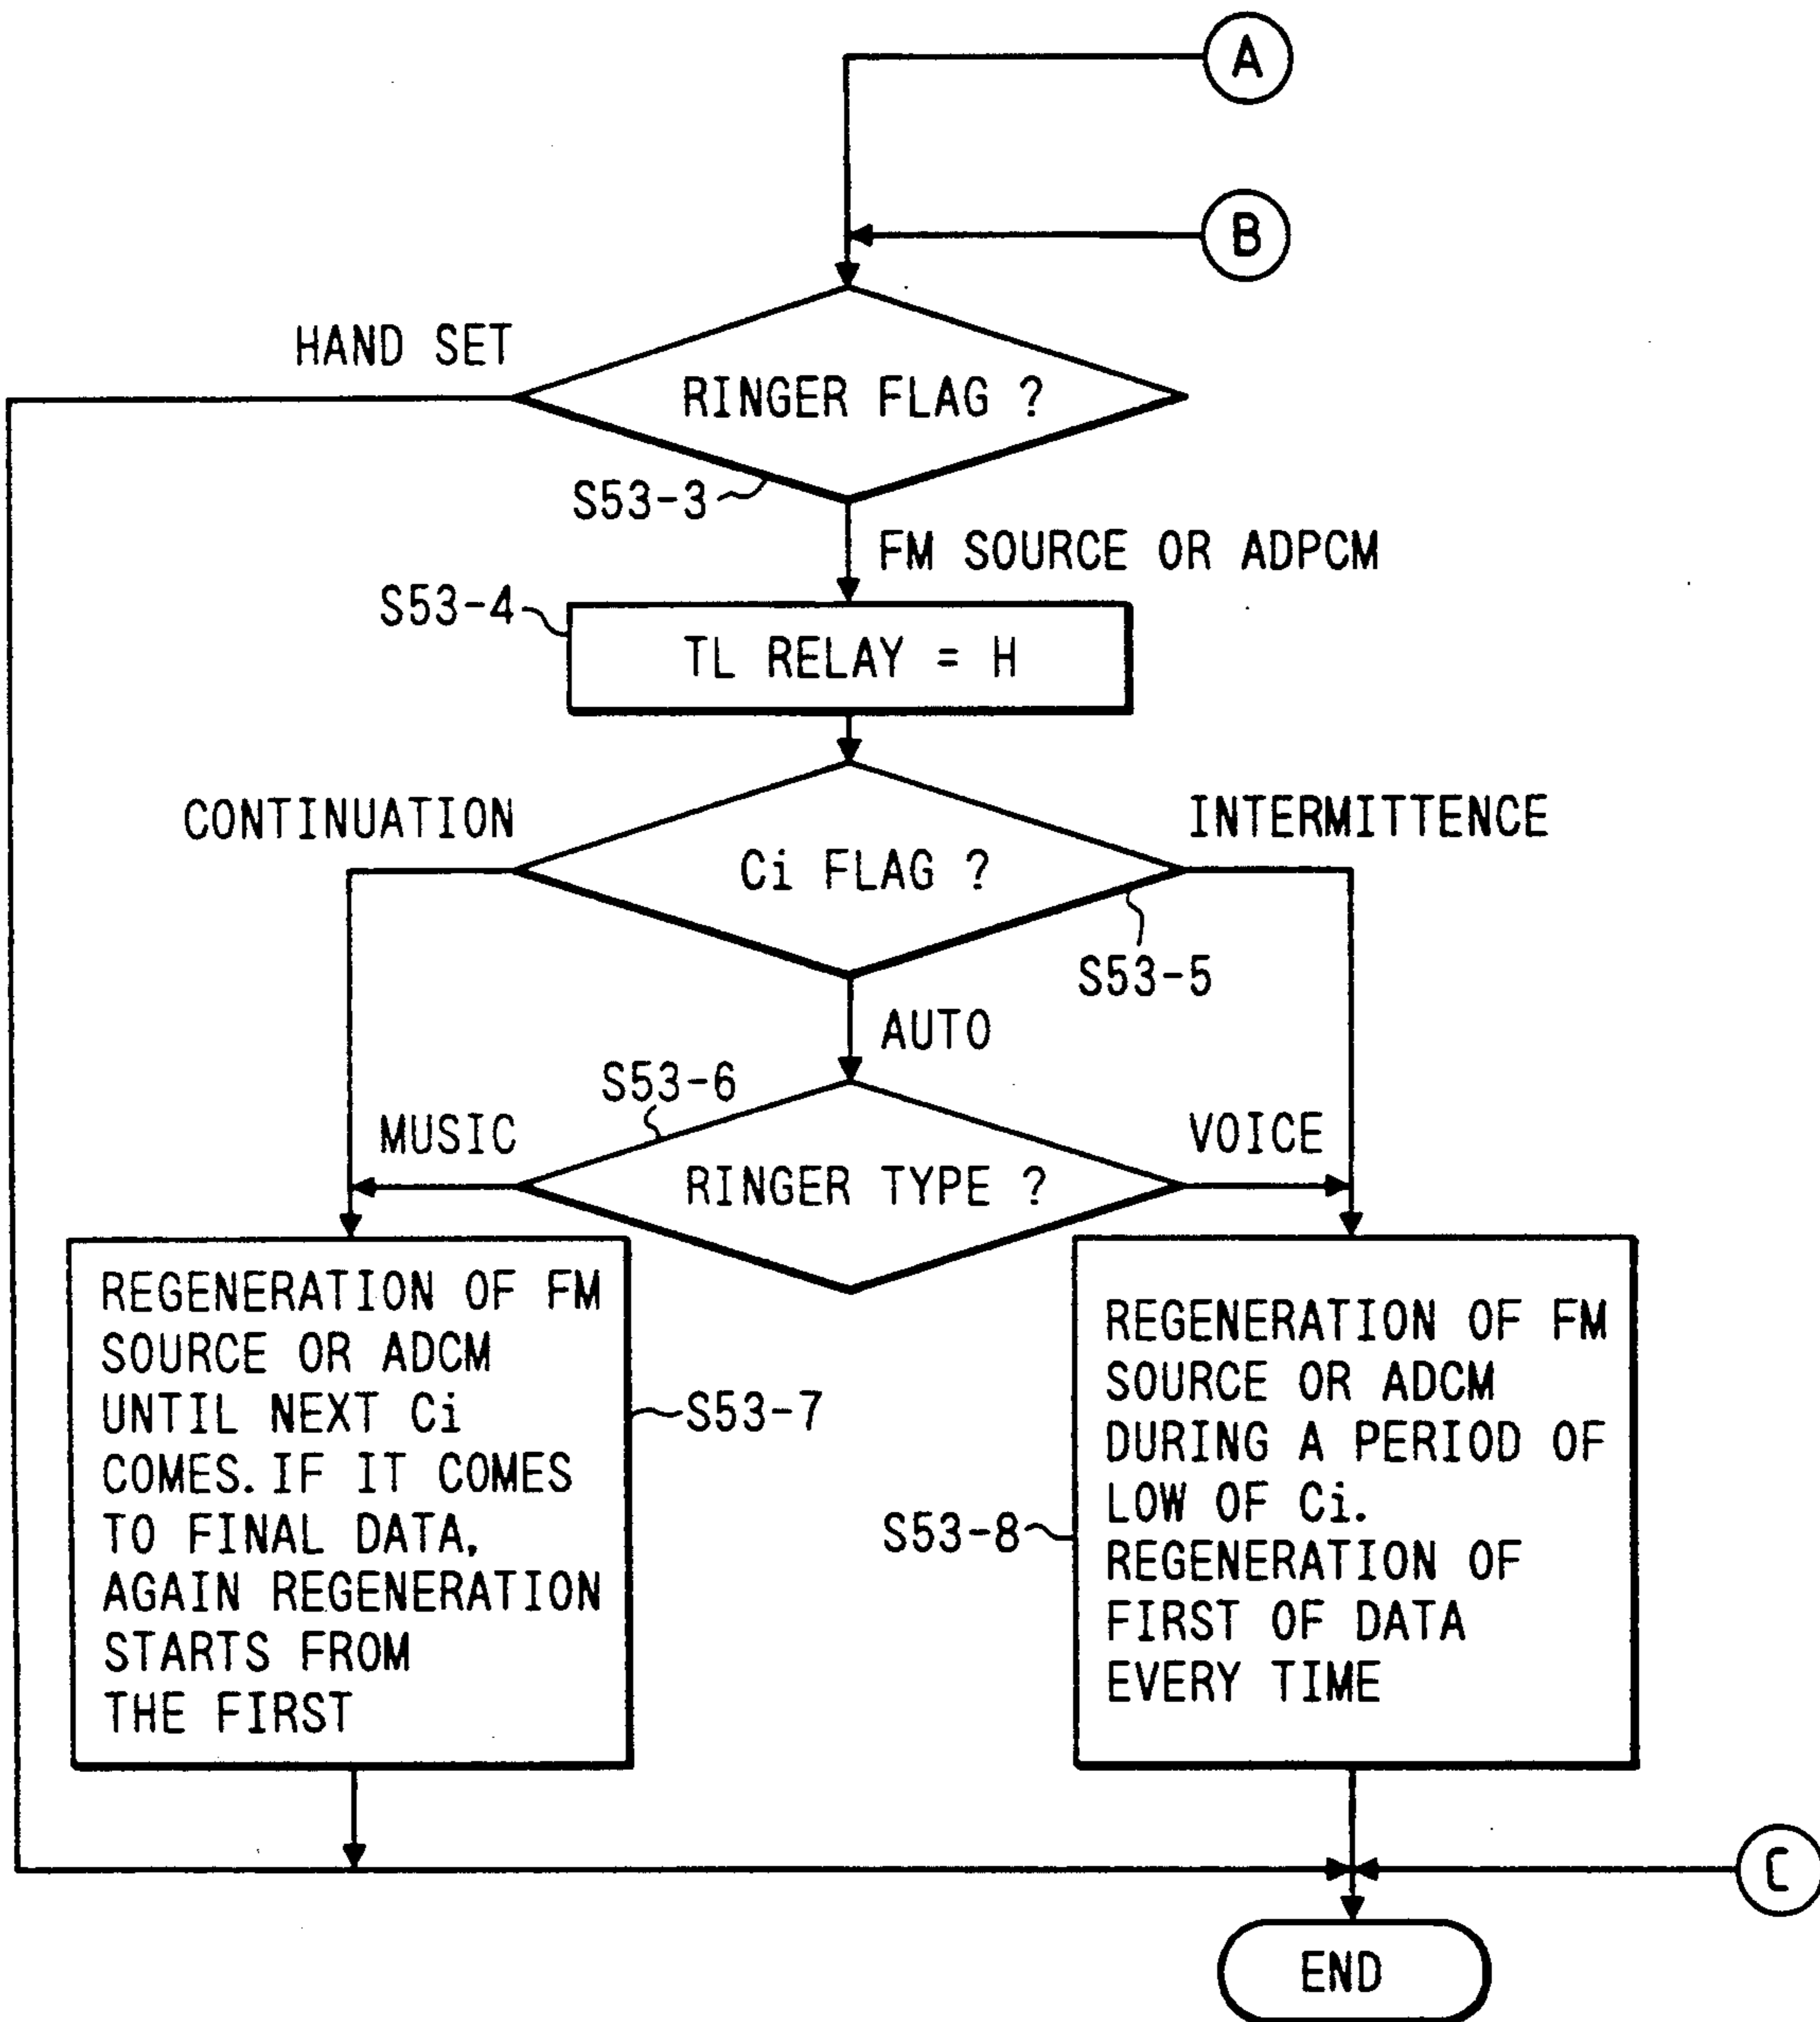 A
B
HAND SET
RINGER FLAG ?
S53-3
FM SOURCE OR ADPCM
S53-4
TL RELAY = H
CONTINUATION
INTERMITTENCE
Ci FLAG ?
S53-5
AUTO
S53-6
MUSIC
VOICE
RINGER TYPE ?
REGENERATION OF FM
SOURCE OR ADCM
UNTIL NEXT Ci
COMES. IF IT COMES
TO FINAL DATA,
AGAIN REGENERATION
STARTS FROM
THE FIRST
S53-7
REGENERATION OF FM
SOURCE OR ADCM
DURING A PERIOD OF
LOW OF Ci.
REGENERATION OF
FIRST OF DATA
EVERY TIME
S53-8
C
END